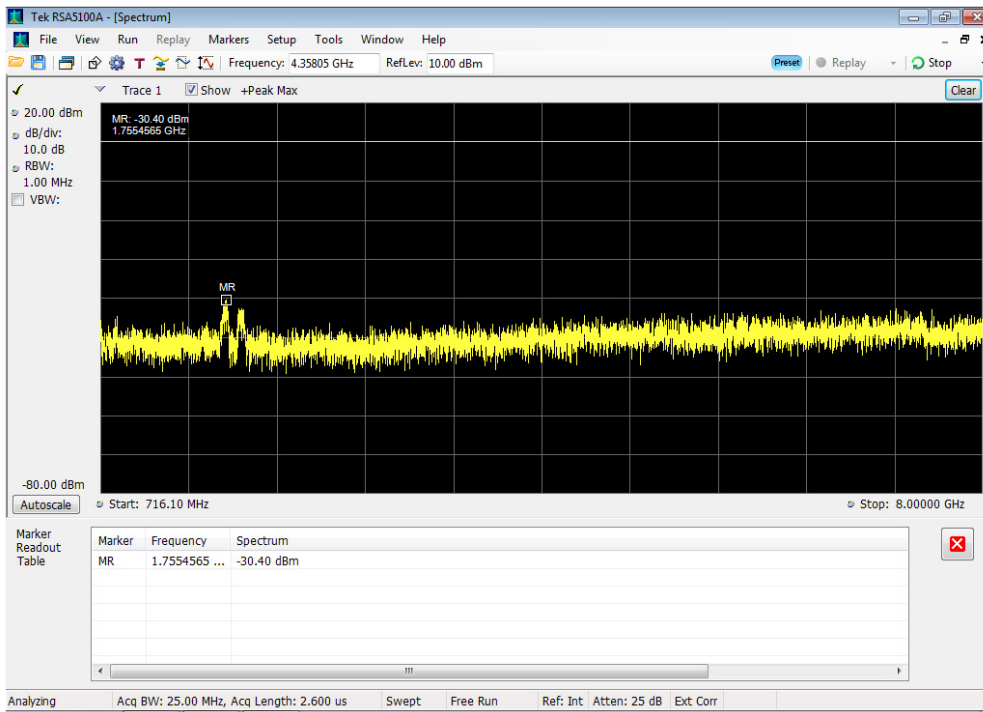 Tek RSA5100A - [Spectrum]
File View Run Replay Markers Setup Tools Window Help
T Frequency: 4.35805 GHz RefLev: 10.00 dBm Preset Replay Stop
Trace 1 Show +Peak Max Clear
20.00 dBm
dB/div:
10.0 dB
RBW:
1.00 MHz
VBW:
MR: -30.40 dBm
1.7554565 GHz
MR
-80.00 dBm
Autoscale Start: 716.10 MHz Stop: 8.00000 GHz
Marker
Readout
Table
Marker Frequency Spectrum
MR 1.7554565 ... -30.40 dBm
Analyzing Acq BW: 25.00 MHz, Acq Length: 2.600 us Swept Free Run Ref: Int Atten: 25 dB Ext Corr